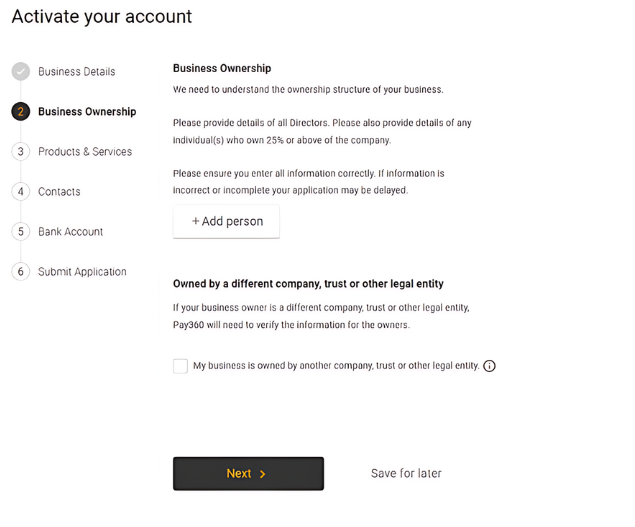 Activate your account
Business Details
2 Business Ownership
3 Products & Services
4 Contacts
5 Bank Account
6 Submit Application
Business Ownership
We need to understand the ownership structure of your business.
Please provide details of all Directors. Please also provide details of any
individual(s) who own 25% or above of the company.
Please ensure you enter all information correctly. If information is
incorrect or incomplete your application may be delayed.
+ Add person
Owned by a different company, trust or other legal entity
If your business owner is a different company, trust or other legal entity,
Pay360 will need to verify the information for the owners.
My business is owned by another company, trust or other legal entity.
Next >
Save for later